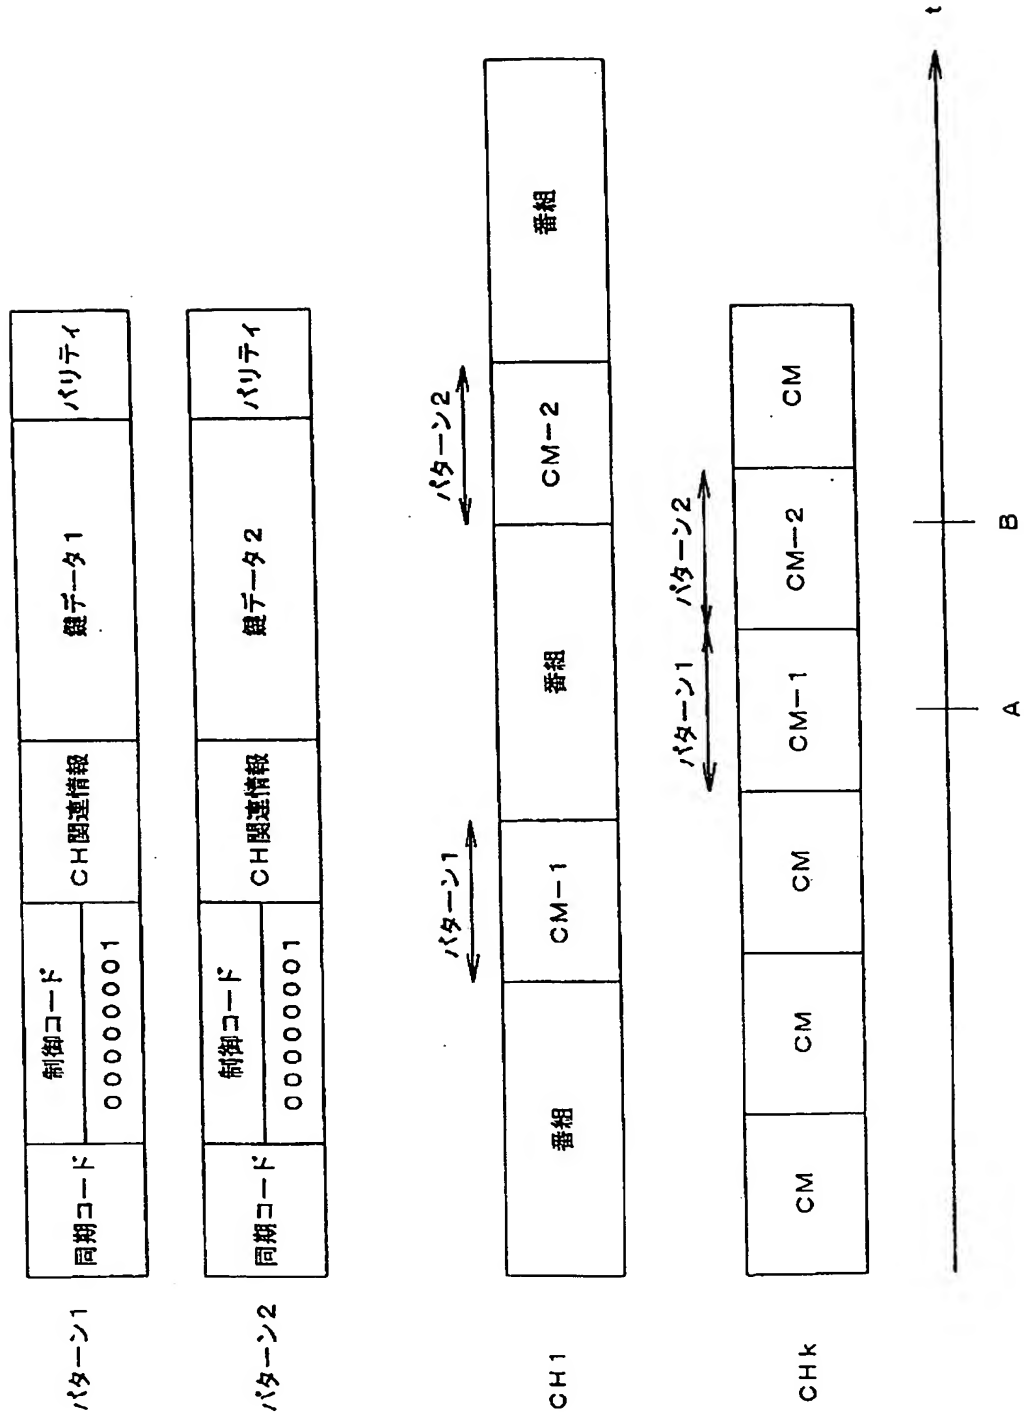 パターン1
同期コード
制御コード
00000001
CH関連情報
鍵データ1
パリティ
パターン2
同期コード
制御コード
00000001
CH関連情報
鍵データ2
パリティ
パターン1
パターン2
CH1
番組
CM-1
番組
CM-2
番組
パターン1
パターン2
CHk
CM
CM
CM
CM-1
CM-2
CM
t
A
B